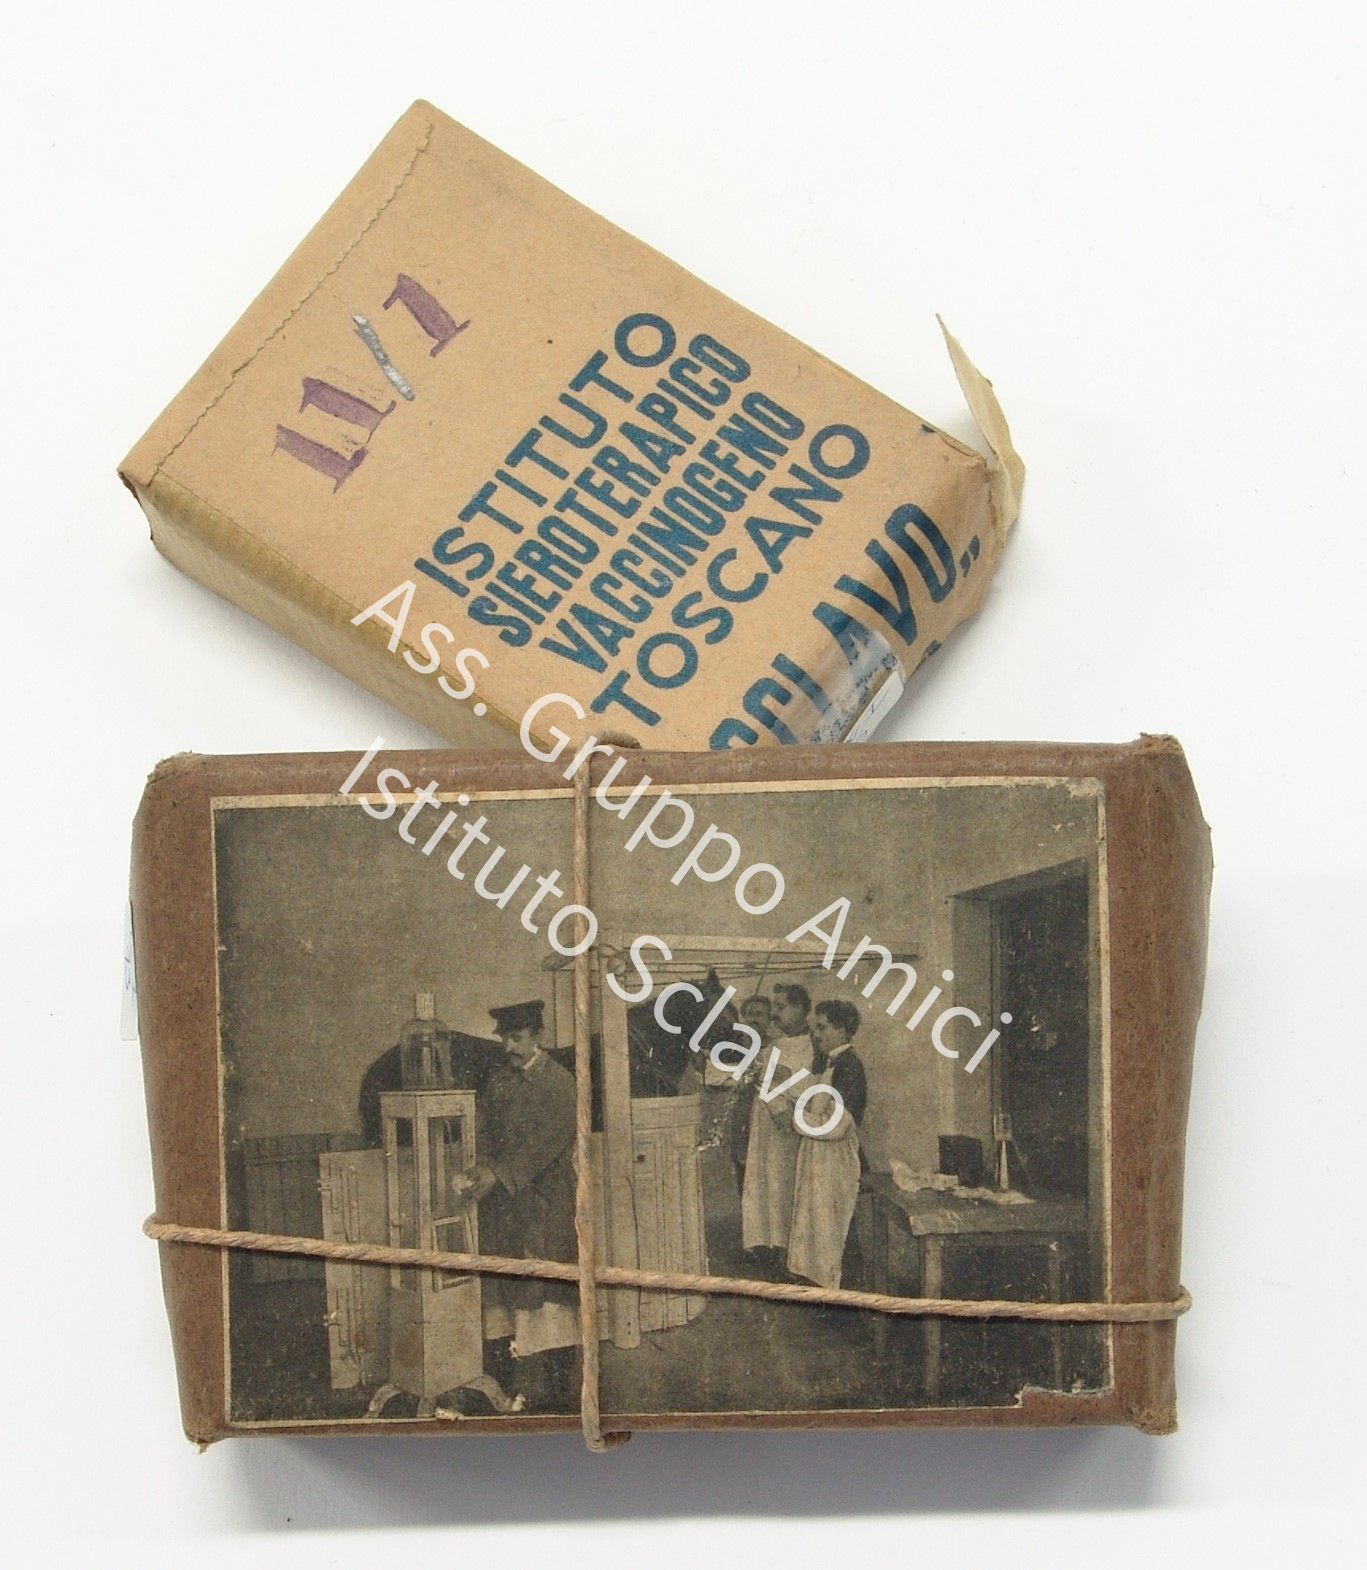 11/1
ISTITUTO
SIEROTERAPICO
VACCINOGENO
TOSCANO
SCLAVO„
Ass. Gruppo Amici
Istituto Sclavo